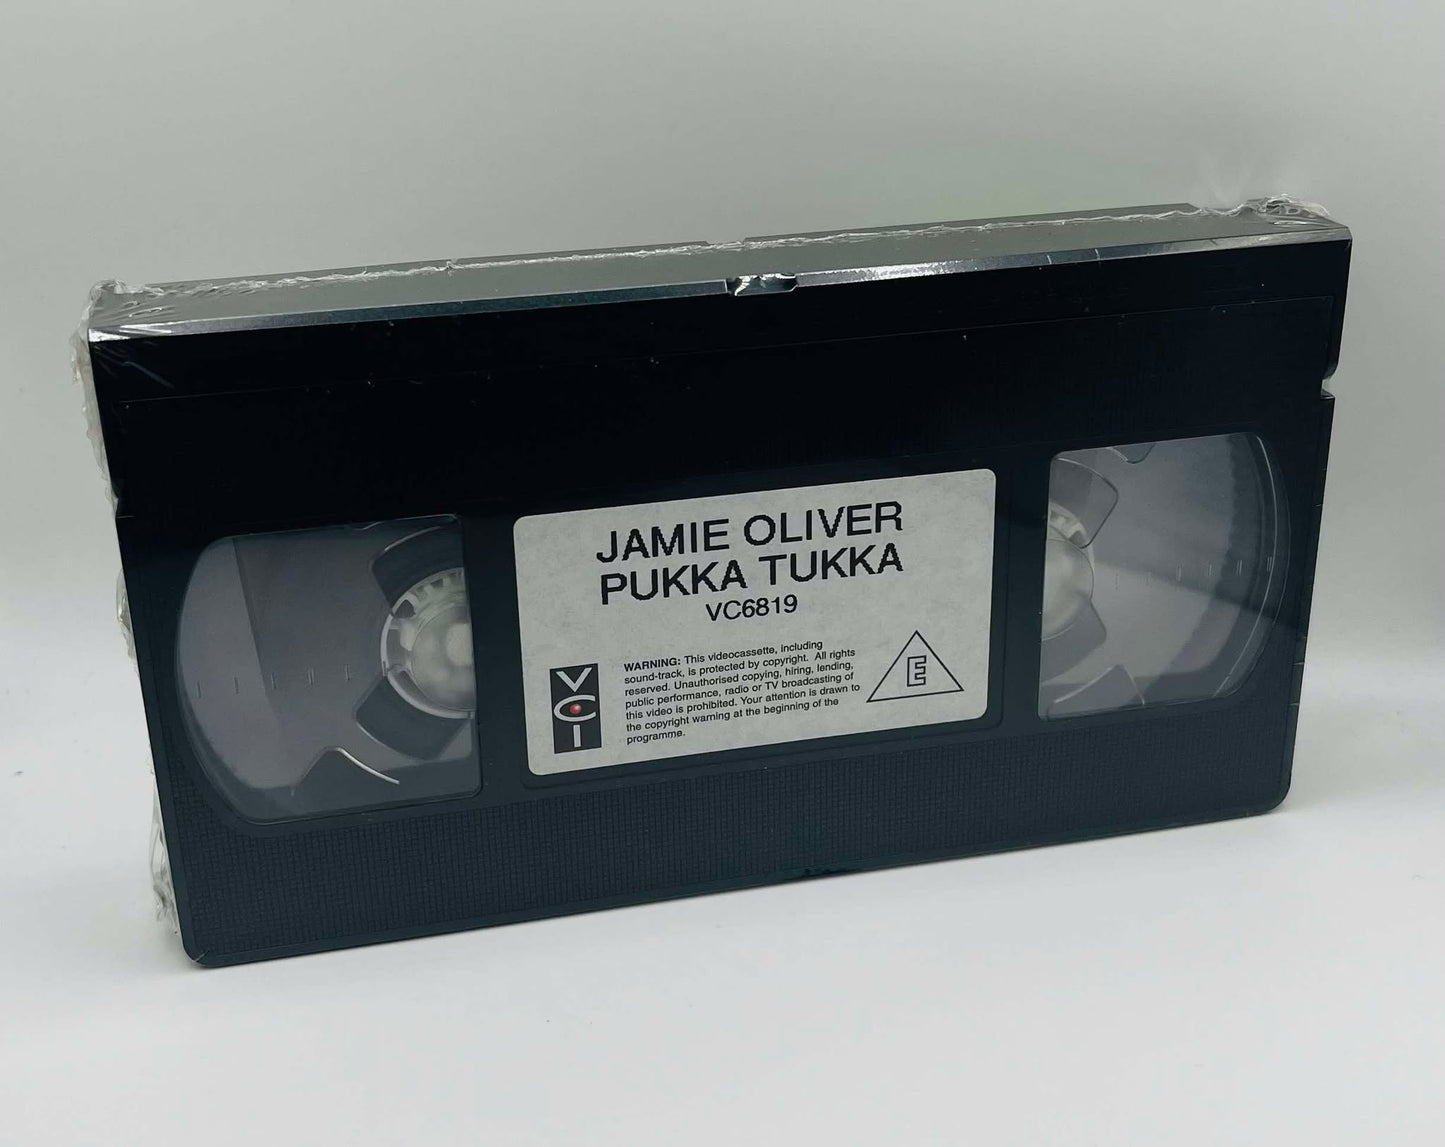 JAMIE OLIVER
PUKKA TUKKA
VC6819
WARNING: This videocassette, including
sound-track, is protected by copyright. All rights
reserved. Unauthorised copying, hiring, lending,
public performance, radio or TV broadcasting of
this video is prohibited. Your attention is drawn to
the copyright warning at the beginning of the
programme.
VCI
E